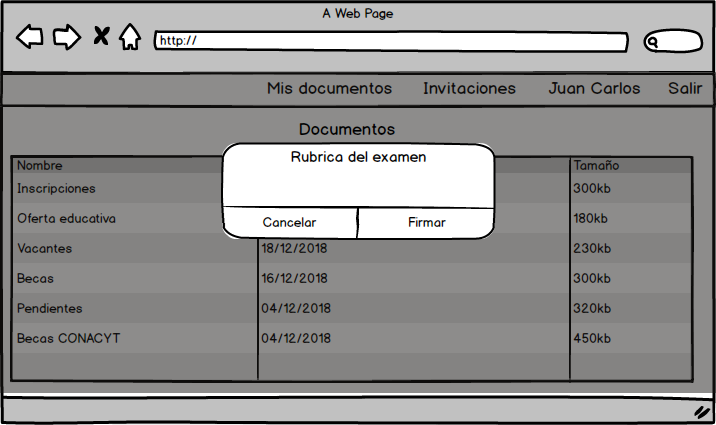 A Web Page
http://
Mis documentos Invitaciones Juan Carlos Salir
Documentos
Rubrica del examen
Cancelar Firmar
Nombre Tamaño
Inscripciones 300kb
Oferta educativa 180kb
Vacantes 18/12/2018 230kb
Becas 16/12/2018 300kb
Pendientes 04/12/2018 320kb
Becas CONACYT 04/12/2018 450kb